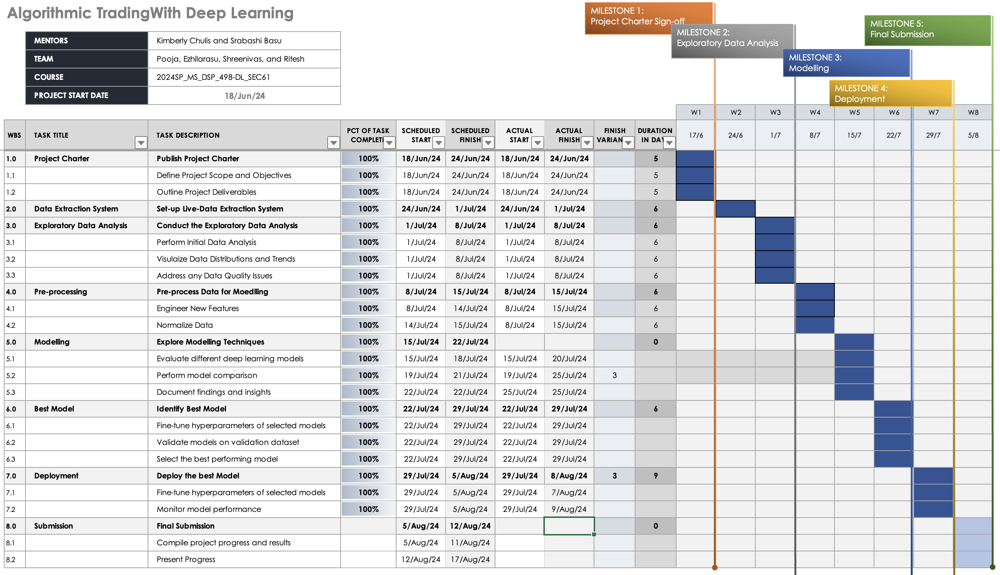 Algorithmic TradingWith Deep Learning
MILESTONE 1:
Project Charter Sign-off
MILESTONE 2:
Exploratory Data Analysis
MILESTONE 5:
Final Submission
MILESTONE 3:
Modelling
MILESTONE 4:
Deployment
MENTORS Kimberly Chulis and Srabashi Basu
TEAM Pooja, Ezhilarasu, Shreenivas, and Ritesh
COURSE 2024SP_MS_DSP_498-DL_SEC61
PROJECT START DATE 18/Jun/24
W1 W2 W3 W4 W5 W6 W7 W8
WBS TASK TITLE TASK DESCRIPTION PCT OF TASK COMPLETE SCHEDULED START SCHEDULED FINISH ACTUAL START ACTUAL FINISH FINISH VARIAN DURATION IN DAY 17/6 24/6 1/7 8/7 15/7 22/7 29/7 5/8
1.0 Project Charter Publish Project Charter 100% 18/Jun/24 24/Jun/24 18/Jun/24 24/Jun/24 5
1.1 Define Project Scope and Objectives 100% 18/Jun/24 24/Jun/24 18/Jun/24 24/Jun/24 5
1.2 Outline Project Deliverables 100% 18/Jun/24 24/Jun/24 18/Jun/24 24/Jun/24 5
2.0 Data Extraction System Set-up Live-Data Extraction System 100% 24/Jun/24 1/Jul/24 24/Jun/24 1/Jul/24 6
3.0 Exploratory Data Analysis Conduct the Exploratory Data Analysis 100% 1/Jul/24 8/Jul/24 1/Jul/24 8/Jul/24 6
3.1 Perform Initial Data Analysis 100% 1/Jul/24 8/Jul/24 1/Jul/24 8/Jul/24 6
3.2 Visulaize Data Distributions and Trends 100% 1/Jul/24 8/Jul/24 1/Jul/24 8/Jul/24 6
3.3 Address any Data Quality Issues 100% 1/Jul/24 8/Jul/24 1/Jul/24 8/Jul/24 6
4.0 Pre-processing Pre-process Data for Moedlling 100% 8/Jul/24 15/Jul/24 8/Jul/24 15/Jul/24 6
4.1 Engineer New Features 100% 8/Jul/24 14/Jul/24 8/Jul/24 15/Jul/24 6
4.2 Normalize Data 100% 14/Jul/24 15/Jul/24 8/Jul/24 15/Jul/24 6
5.0 Modelling Explore Modelling Techniques 100% 15/Jul/24 22/Jul/24 0
5.1 Evaluate different deep learning models 100% 15/Jul/24 18/Jul/24 15/Jul/24 20/Jul/24
5.2 Perform model comparison 100% 19/Jul/24 21/Jul/24 19/Jul/24 25/Jul/24 3
5.3 Document findings and insights 100% 22/Jul/24 22/Jul/24 25/Jul/24 25/Jul/24
6.0 Best Model Identify Best Model 100% 22/Jul/24 29/Jul/24 22/Jul/24 29/Jul/24 6
6.1 Fine-tune hyperparameters of selected models 100% 22/Jul/24 29/Jul/24 22/Jul/24 29/Jul/24
6.2 Validate models on validation dataset 100% 22/Jul/24 29/Jul/24 22/Jul/24 29/Jul/24
6.3 Select the best performing model 100% 22/Jul/24 29/Jul/24 22/Jul/24 29/Jul/24
7.0 Deployment Deploy the best Model 100% 29/Jul/24 5/Aug/24 29/Jul/24 8/Aug/24 3 9
7.1 Fine-tune hyperparameters of selected models 100% 29/Jul/24 5/Aug/24 29/Jul/24 7/Aug/24
7.2 Monitor model performance 100% 29/Jul/24 5/Aug/24 29/Jul/24 9/Aug/24
8.0 Submission Final Submission 5/Aug/24 12/Aug/24 0
8.1 Compile project progress and results 5/Aug/24 11/Aug/24
8.2 Present Progress 12/Aug/24 17/Aug/24